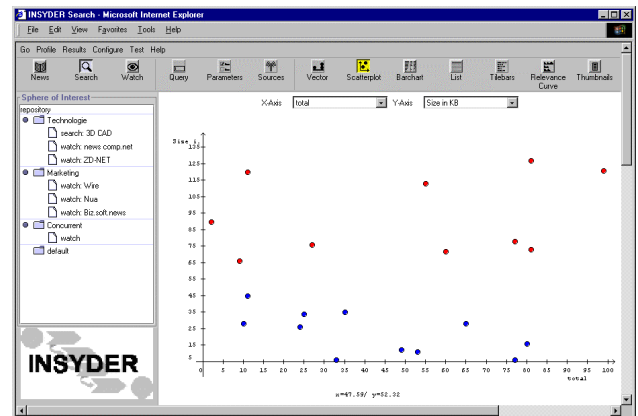 INSYDER Search - Microsoft Internet Explorer
File Edit View Favorites Tools Help
Go Profile Results Configure Test Help
News Search Watch Query Parameters Sources Vector Scatterplot Barchart List Tilebars Relevance Curve Thumbnails
Sphere of Interest
repository
Technologie
search: 3D CAD
watch: news comp.net
watch: ZD-NET
Marketing
watch: Wire
watch: Nua
watch: Biz.soft.news
Concurrent
watch
default
INSYDER
X-Axis total Y-Axis Size in KB
Size i.
135
125
115
105
95
85
75
65
55
45
35
25
15
5
0 5 10 15 20 25 30 35 40 45 50 55 60 65 70 75 80 85 90 95 100
total
x=47.59/ y=52.32